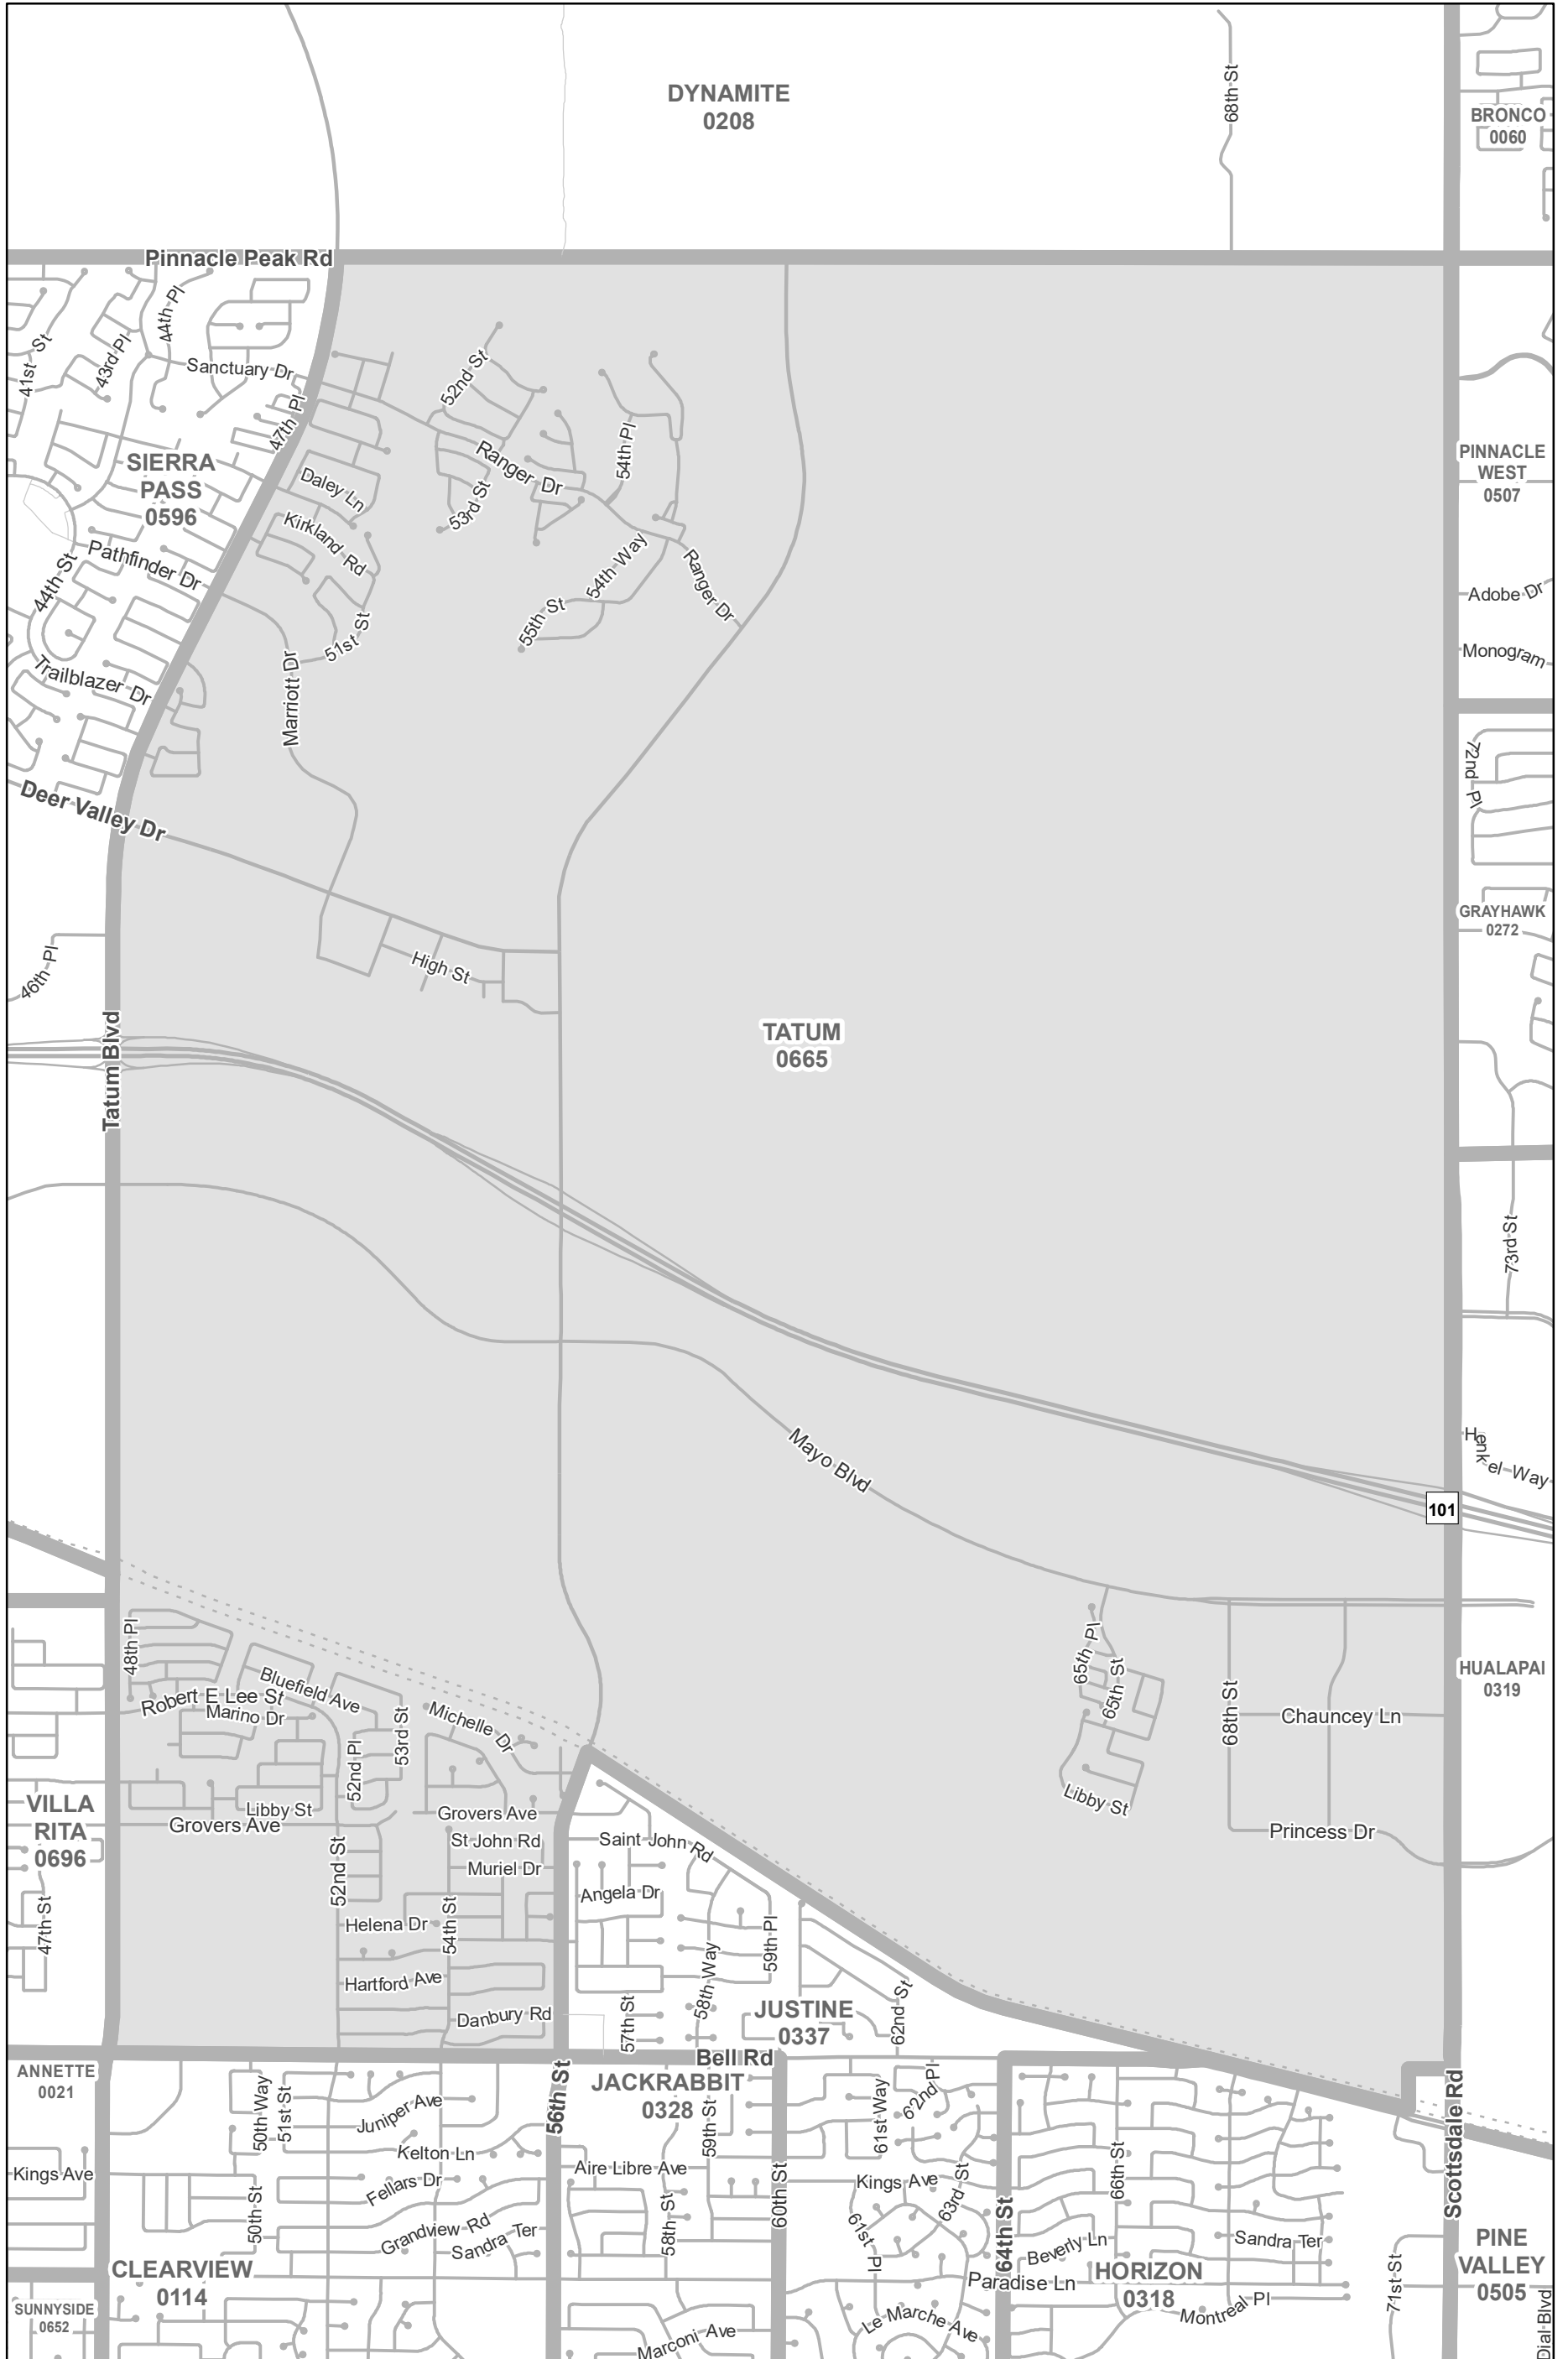 DYNAMITE
0208
68th St
BRONCO
0060
Pinnacle Peak Rd
41st St
43rd Pl
44th Pl
Sanctuary Dr
47th Pl
52nd St
54th Pl
Ranger Dr
53rd St
Daley Ln
Kirkland Rd
SIERRA
PASS
0596
PINNACLE
WEST
0507
Pathfinder Dr
44th St
54th Way
Ranger Dr
55th St
51st St
Adobe Dr
Monogram
Trailblazer Dr
Marriott Dr
72nd Pl
Deer Valley Dr
GRAYHAWK
0272
46th Pl
High St
Tatum Blvd
TATUM
0665
73rd St
Mayo Blvd
Henkel Way
101
48th Pl
Robert E Lee St
Bluefield Ave
Marino Dr
53rd St
Michelle Dr
52nd Pl
65th Pl
65th St
68th St
Chauncey Ln
HUALAPAI
0319
VILLA
RITA
0696
Libby St
Grovers Ave
Grovers Ave
Libby St
Princess Dr
St John Rd
Saint John Rd
Muriel Dr
52nd St
Angela Dr
47th St
Helena Dr
54th St
59th Pl
58th Way
Hartford Ave
Danbury Rd
57th St
JUSTINE
0337
62nd St
Bell Rd
ANNETTE
0021
JACKRABBIT
0328
56th St
50th Way
51st St
Juniper Ave
59th St
61st Way
62nd Pl
Scottsdale Rd
Kelton Ln
Kings Ave
Fellars Dr
Aire Libre Ave
Kings Ave
66th St
50th St
60th St
63rd St
64th St
Grandview Rd
Sandra Ter
58th St
61st Pl
Beverly Ln
Sandra Ter
PINE
VALLEY
0505
CLEARVIEW
0114
Paradise Ln
HORIZON
0318
71st St
Montreal Pl
SUNNYSIDE
0652
Marconi Ave
Le Marche Ave
Dial Blvd